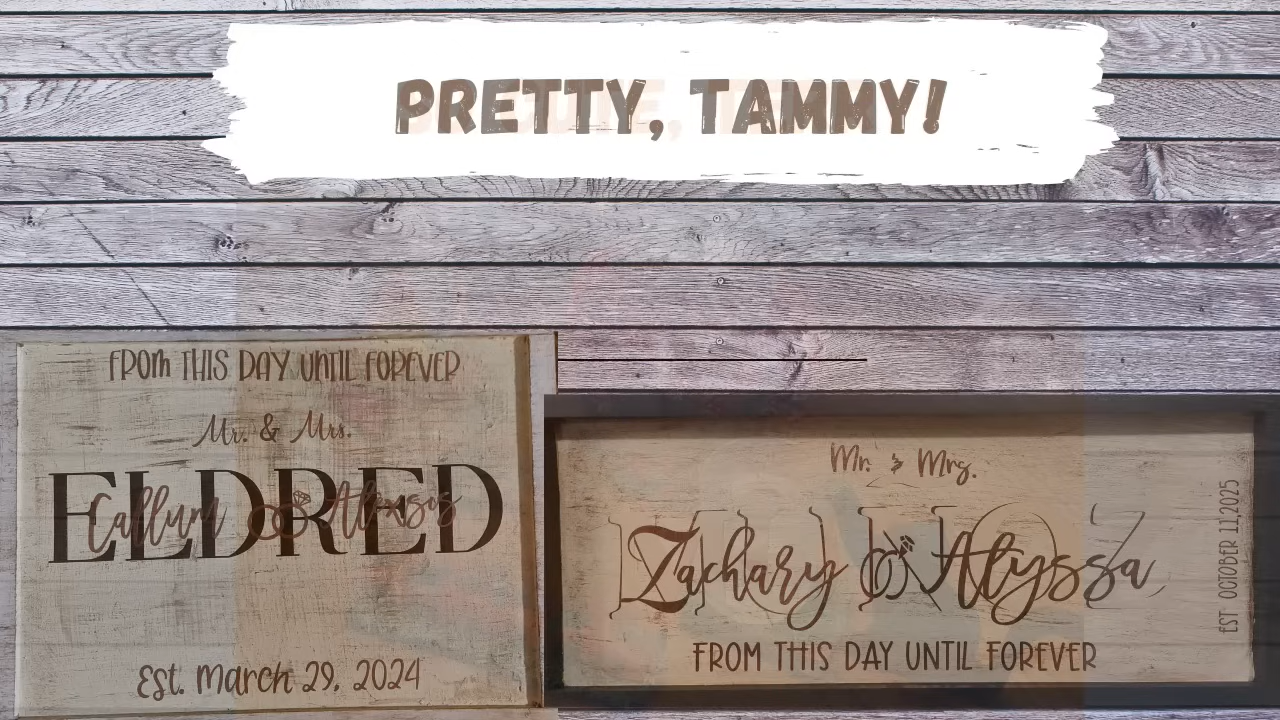 PRETTY, TAMMY!
FROM THIS DAY UNTIL FOREVER
Mr. & Mrs.
ELDRED
Callum &
Est. March 29, 2024
Mr. & Mrs.
Zachary & Alyssa
EST OCTOBER 11, 2025
FROM THIS DAY UNTIL FOREVER